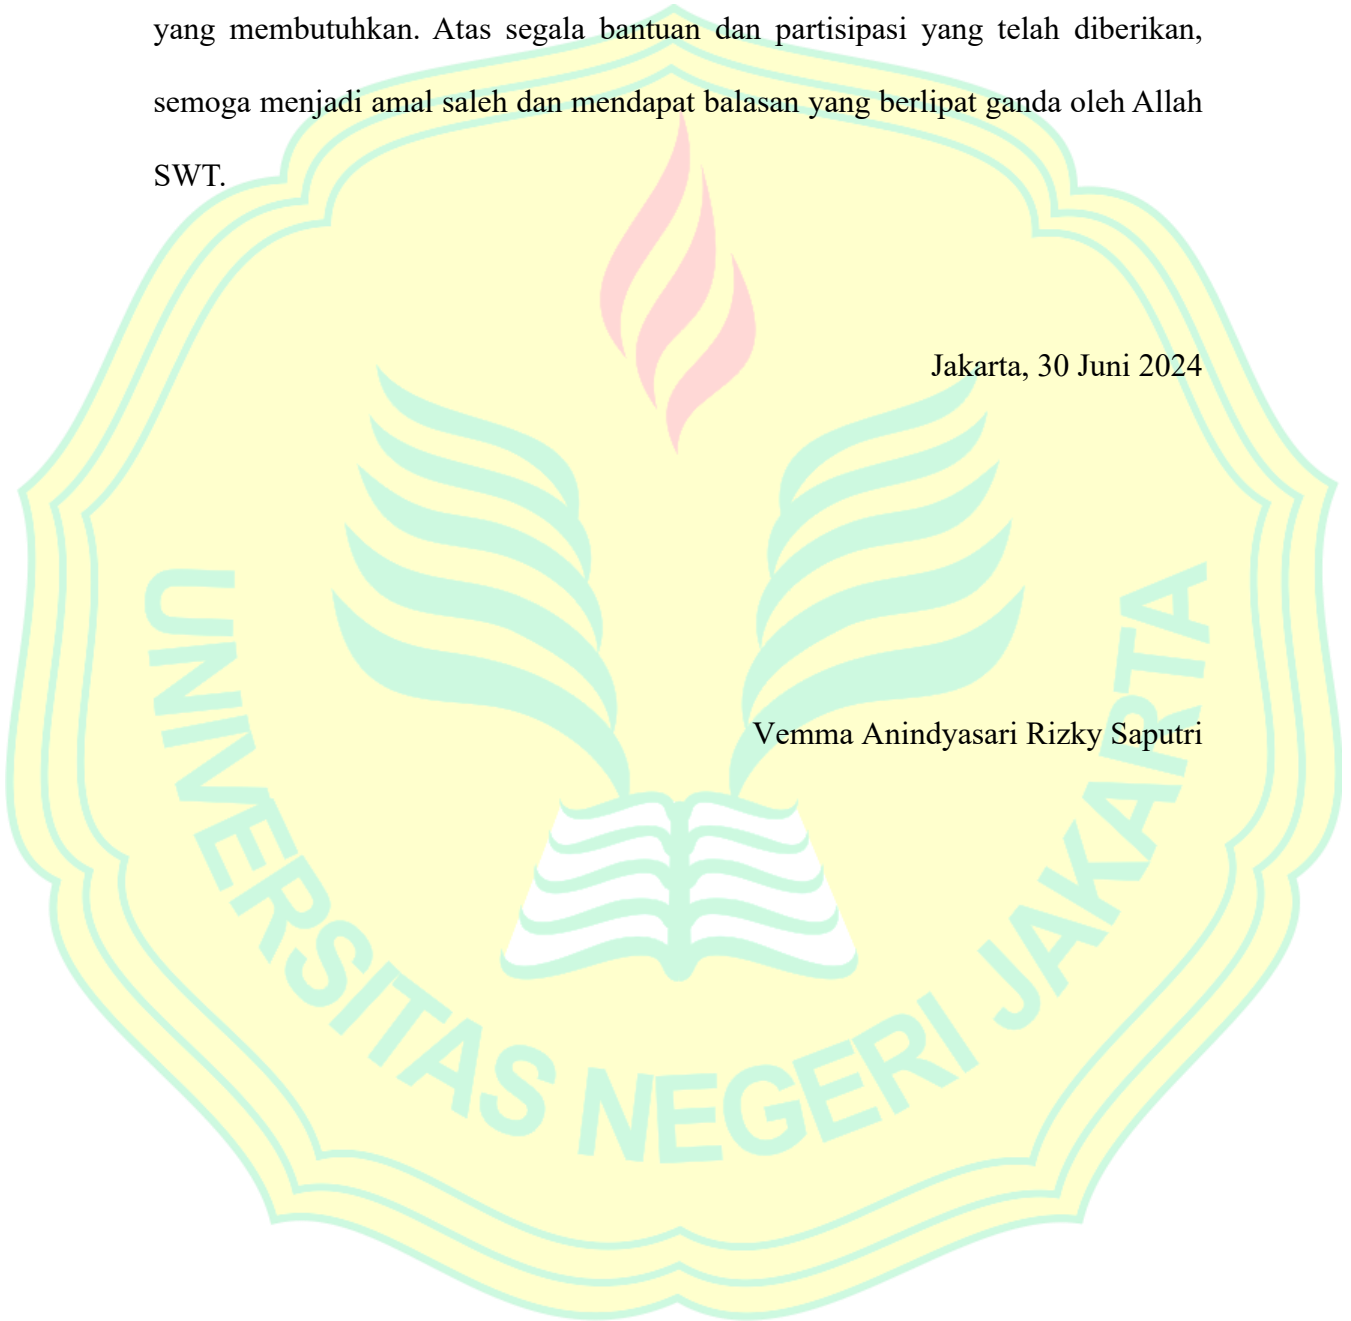 yang membutuhkan. Atas segala bantuan dan partisipasi yang telah diberikan,
semoga menjadi amal saleh dan mendapat balasan yang berlipat ganda oleh Allah
SWT.
Jakarta, 30 Juni 2024
Vemma Anindyasari Rizky Saputri
UNIVERSITAS NEGERI JAKARTA